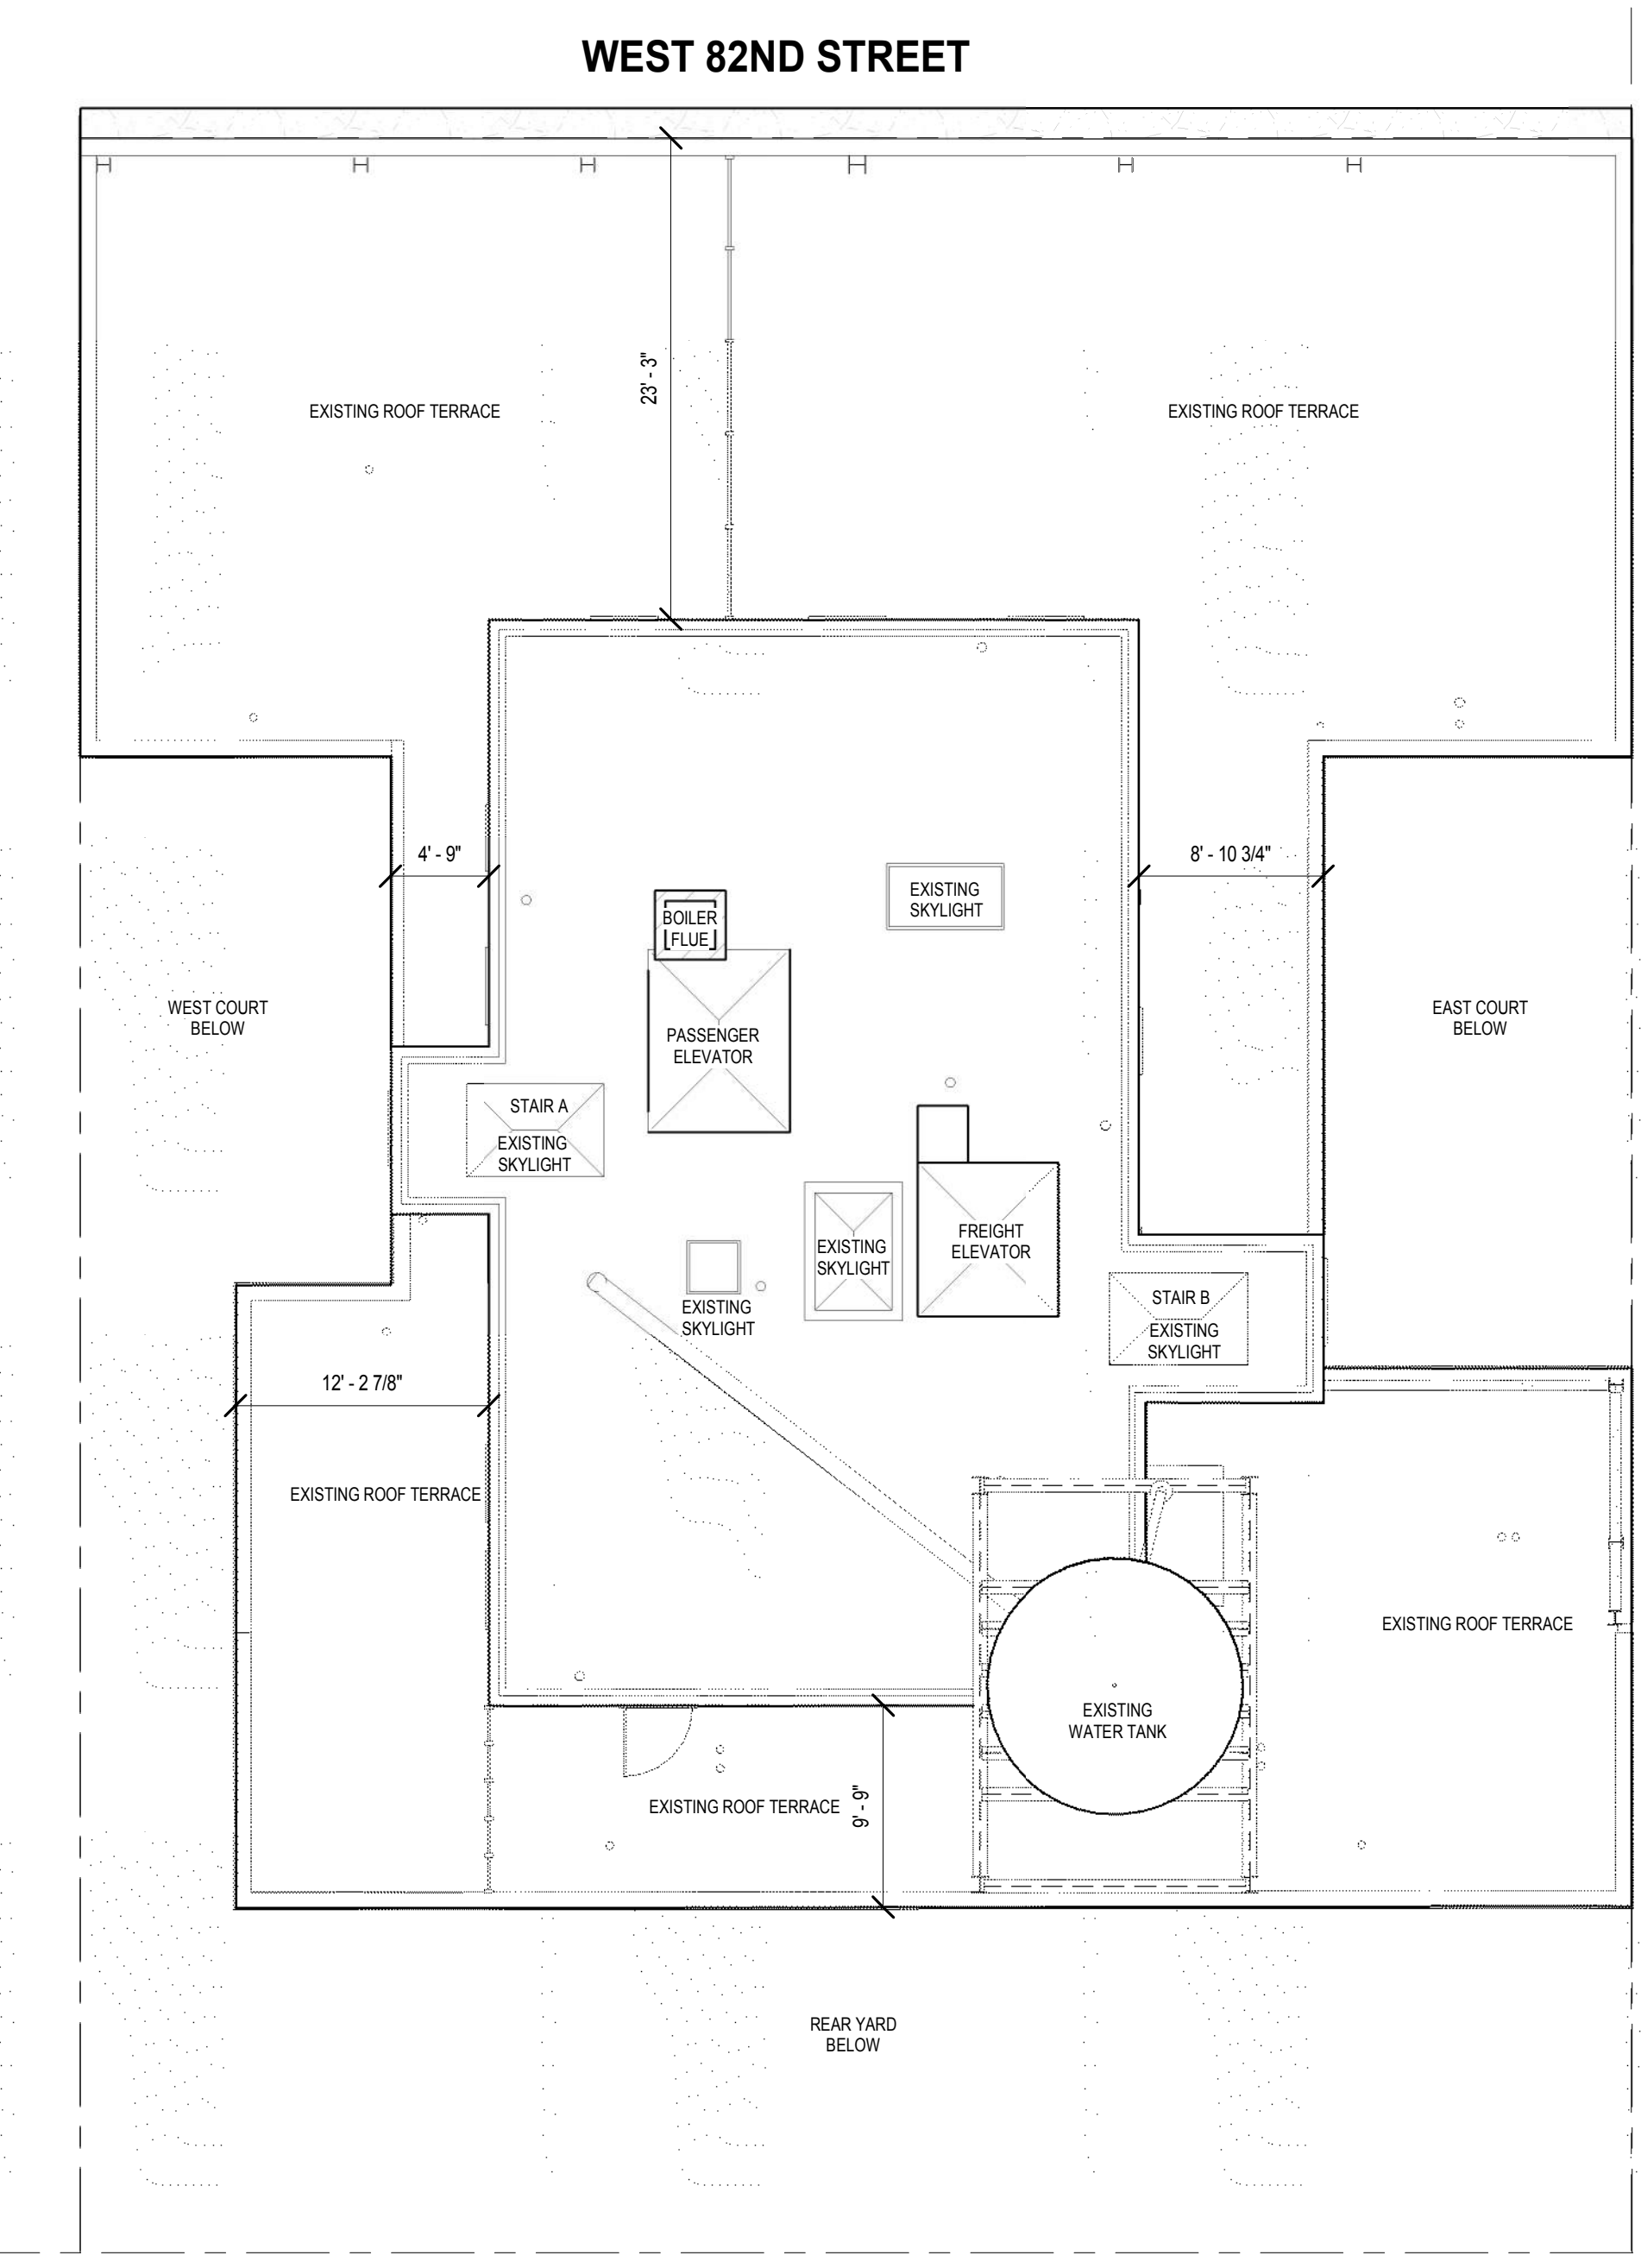 WEST 82ND STREET
23' - 3"
EXISTING ROOF TERRACE
EXISTING ROOF TERRACE
4' - 9"
8' - 10 3/4"
EXISTING
SKYLIGHT
BOILER
FLUE
WEST COURT
BELOW
EAST COURT
BELOW
PASSENGER
ELEVATOR
STAIR A
EXISTING
SKYLIGHT
FREIGHT
ELEVATOR
EXISTING
SKYLIGHT
EXISTING
SKYLIGHT
STAIR B
EXISTING
SKYLIGHT
12' - 2 7/8"
EXISTING ROOF TERRACE
EXISTING ROOF TERRACE
EXISTING
WATER TANK
EXISTING ROOF TERRACE
9' - 9"
REAR YARD
BELOW